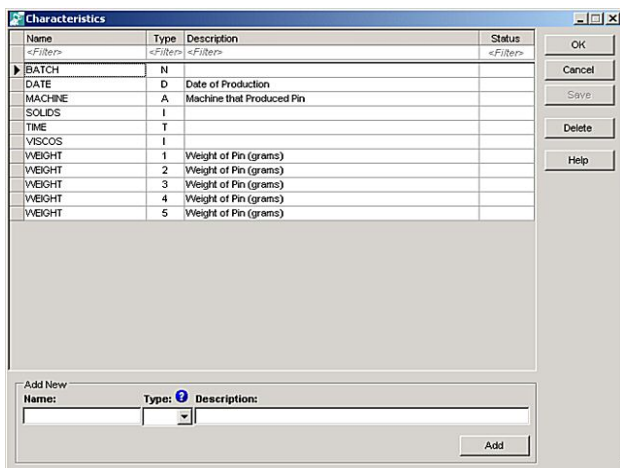 Characteristics
Name Type Description Status
<Filter> <Filter> <Filter> <Filter>
BATCH N
DATE D Date of Production
MACHINE A Machine that Produced Pin
SOLIDS I
TIME T
VISCOS I
WEIGHT 1 Weight of Pin (grams)
WEIGHT 2 Weight of Pin (grams)
WEIGHT 3 Weight of Pin (grams)
WEIGHT 4 Weight of Pin (grams)
WEIGHT 5 Weight of Pin (grams)
OK
Cancel
Save
Delete
Help
Add New
Name: Type: ? Description:
Add